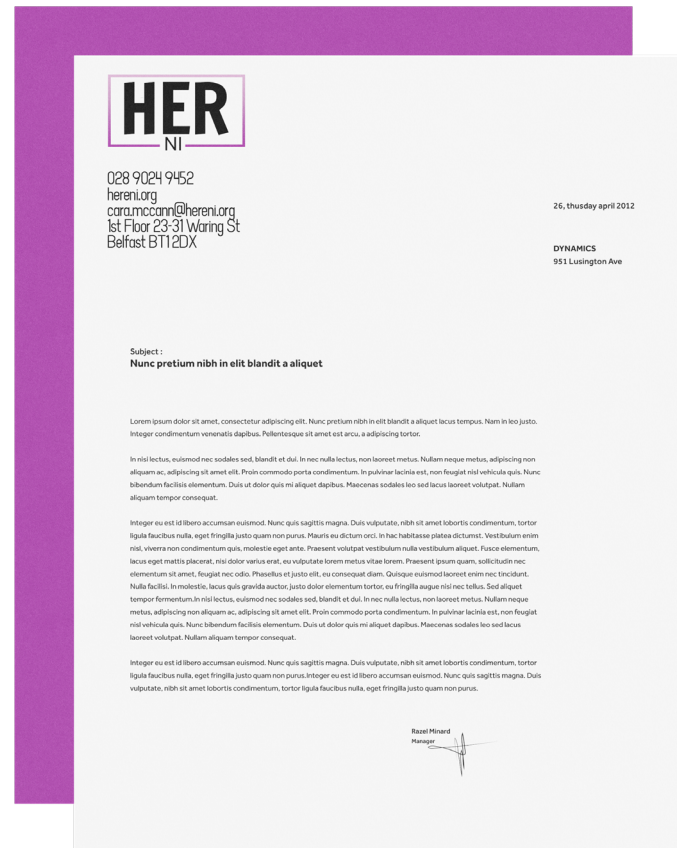 HER
NI
028 9024 9452
hereni.org
cara.mccann@hereni.org
1st Floor 23-31 Waring St
Belfast BT1 2DX
26, thusday april 2012
DYNAMICS
951 Lusington Ave
Subject :
Nunc pretium nibh in elit blandit a aliquet
Lorem ipsum dolor sit amet, consectetur adipiscing elit. Nunc pretium nibh in elit blandit a aliquet lacus tempus. Nam in leo justo.
Integer condimentum venenatis dapibus. Pellentesque sit amet est arcu, a adipiscing tortor.
In nisi lectus, euismod nec sodales sed, blandit et dui. In nec nulla lectus, non laoreet metus. Nullam neque metus, adipiscing non
aliquam ac, adipiscing sit amet elit. Proin commodo porta condimentum. In pulvinar lacinia est, non feugiat nisl vehicula quis. Nunc
bibendum facilisis elementum. Duis ut dolor quis mi aliquet dapibus. Maecenas sodales leo sed lacus laoreet volutpat. Nullam
aliquam tempor consequat.
Integer eu est id libero accumsan euismod. Nunc quis sagittis magna. Duis vulputate, nibh sit amet lobortis condimentum, tortor
ligula faucibus nulla, eget fringilla justo quam non purus. Mauris eu dictum orci. In hac habitasse platea dictumst. Vestibulum enim
nisl, viverra non condimentum quis, molestie eget ante. Praesent volutpat vestibulum nulla vestibulum aliquet. Fusce elementum,
lacus eget mattis placerat, nisi dolor varius erat, eu vulputate lorem metus vitae lorem. Praesent ipsum quam, sollicitudin nec
elementum sit amet, feugiat nec odio. Phasellus et justo elit, eu consequat diam. Quisque euismod laoreet enim nec tincidunt.
Nulla facilisi. In molestie, lacus quis gravida auctor, justo dolor elementum tortor, eu fringilla augue nisi nec tellus. Sed aliquet
tempor fermentum.In nisi lectus, euismod nec sodales sed, blandit et dui. In nec nulla lectus, non laoreet metus. Nullam neque
metus, adipiscing non aliquam ac, adipiscing sit amet elit. Proin commodo porta condimentum. In pulvinar lacinia est, non feugiat
nisl vehicula quis. Nunc bibendum facilisis elementum. Duis ut dolor quis mi aliquet dapibus. Maecenas sodales leo sed lacus
laoreet volutpat. Nullam aliquam tempor consequat.
Integer eu est id libero accumsan euismod. Nunc quis sagittis magna. Duis vulputate, nibh sit amet lobortis condimentum, tortor
ligula faucibus nulla, eget fringilla justo quam non purus.Integer eu est id libero accumsan euismod. Nunc quis sagittis magna. Duis
vulputate, nibh sit amet lobortis condimentum, tortor ligula faucibus nulla, eget fringilla justo quam non purus.
Razel Minard
Manager